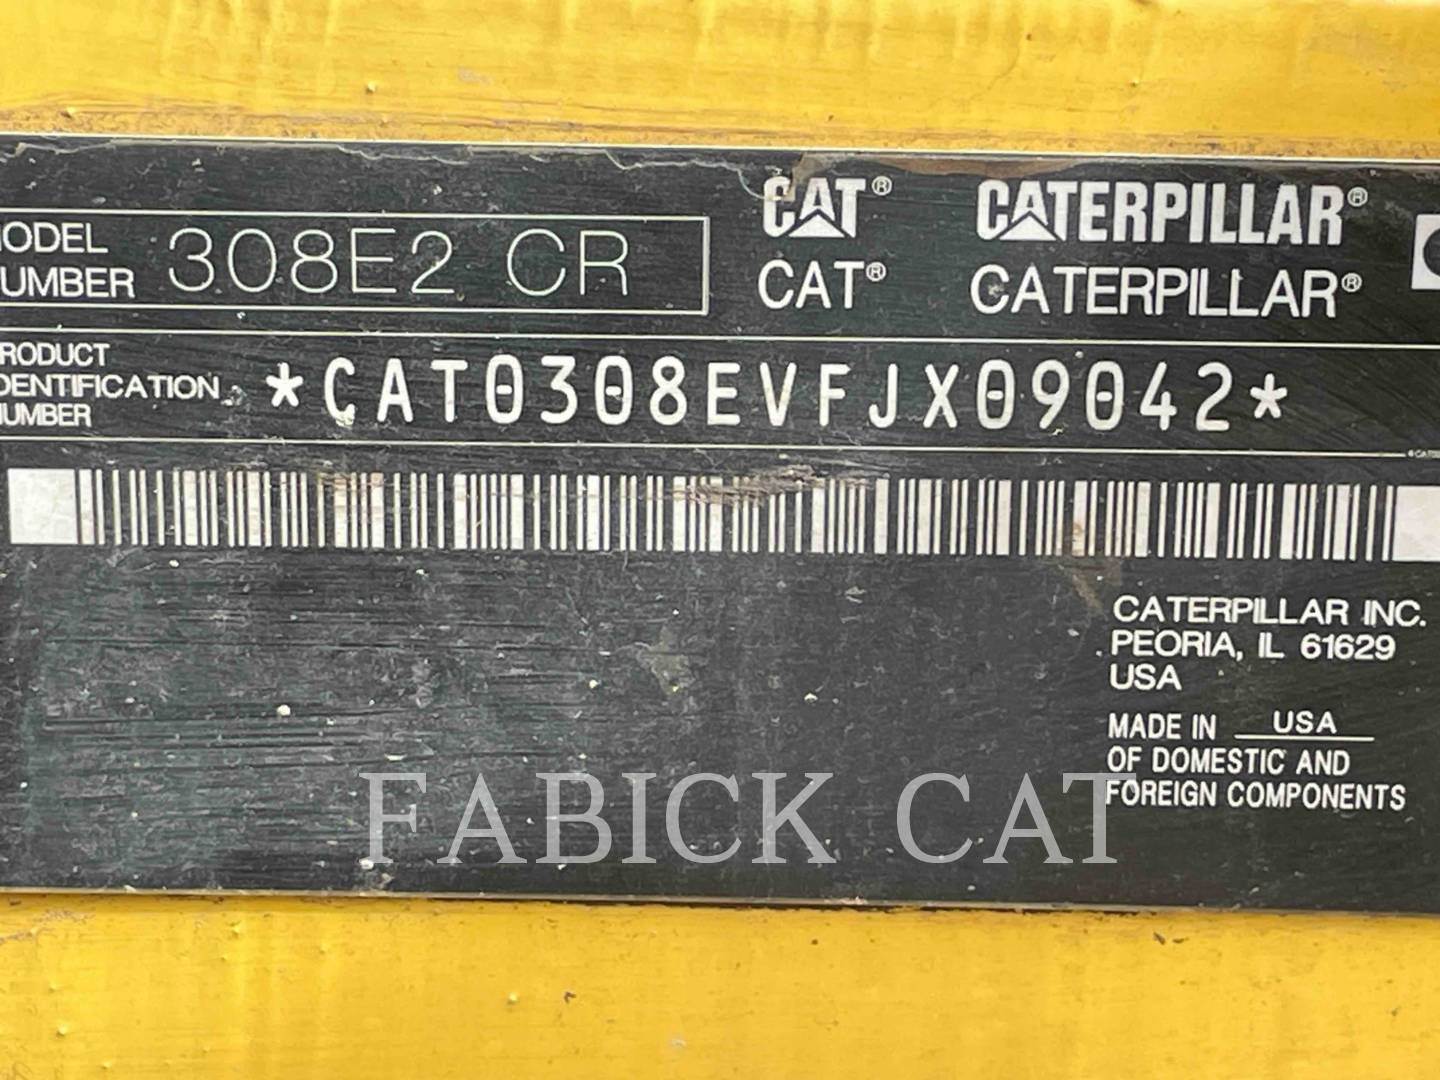 CAT® CATERPILLAR®
ODEL
UMBER 308E2 CR
CAT® CATERPILLAR®
RODUCT
DENTIFICATION
UMBER *CAT0308EVFJX09042*
CATERPILLAR INC.
PEORIA, IL 61629
USA
MADE IN USA
OF DOMESTIC AND
FOREIGN COMPONENTS
FABICK CAT